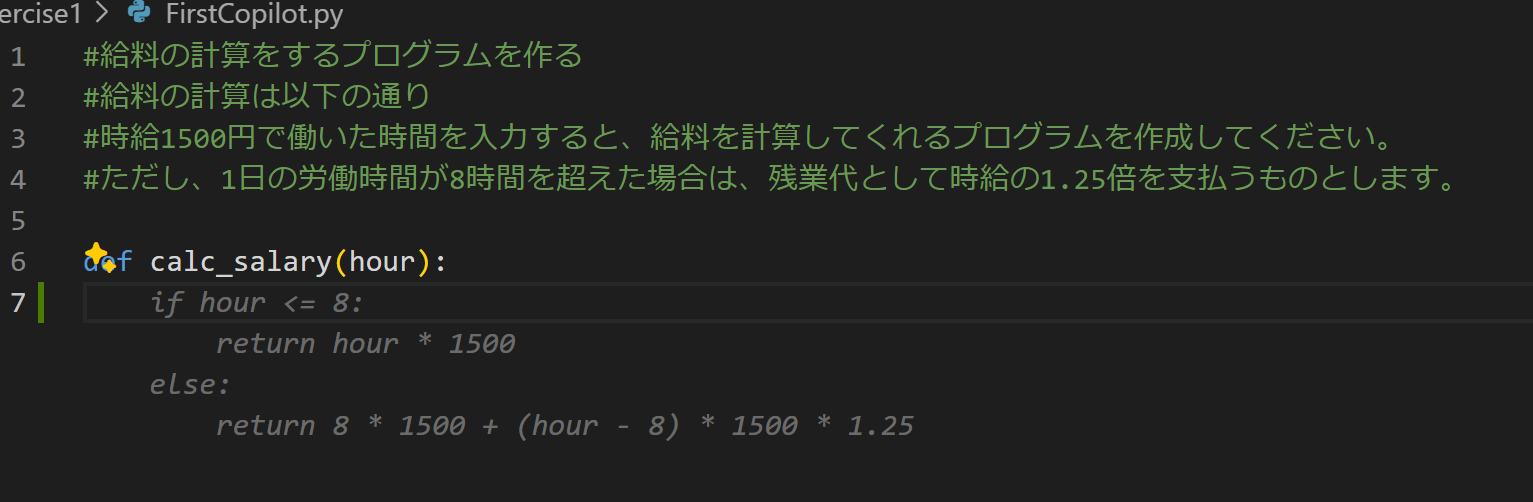 ercise1 > FirstCopilot.py
1 #給料の計算をするプログラムを作る
2 #給料の計算は以下の通り
3 #時給1500円で働いた時間を入力すると、給料を計算してくれるプログラムを作成してください。
4 #ただし、1日の労働時間が8時間を超えた場合は、残業代として時給の1.25倍を支払うものとします。
5
6 def calc_salary(hour):
7     if hour <= 8:
        return hour * 1500
    else:
        return 8 * 1500 + (hour - 8) * 1500 * 1.25